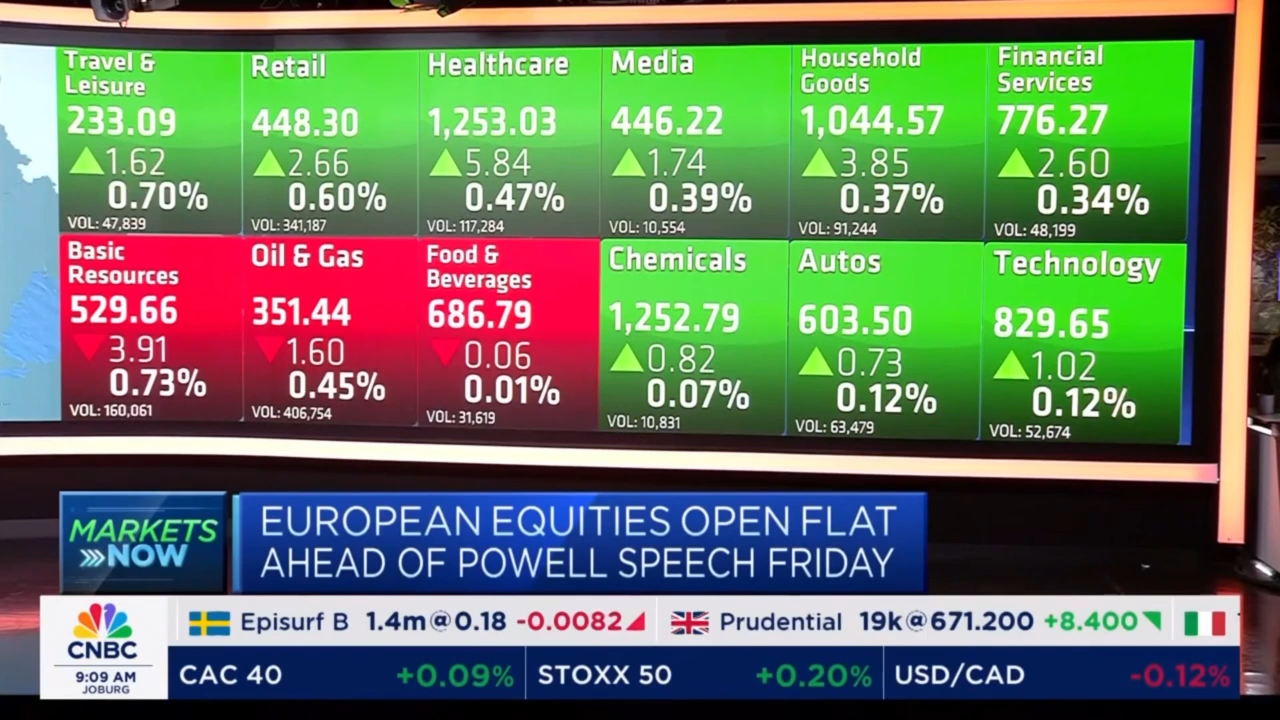 Travel &
Leisure
233.09
1.62
0.70%
VOL: 47,839
Retail
448.30
2.66
0.60%
VOL: 341,187
Healthcare
1,253.03
5.84
0.47%
VOL: 117,284
Media
446.22
1.74
0.39%
VOL: 10,554
Household
Goods
1,044.57
3.85
0.37%
VOL: 91,244
Financial
Services
776.27
2.60
0.34%
VOL: 48,199
Basic
Resources
529.66
3.91
0.73%
VOL: 160,061
Oil & Gas
351.44
1.60
0.45%
VOL: 406,754
Food &
Beverages
686.79
0.06
0.01%
VOL: 31,619
Chemicals
1,252.79
0.82
0.07%
VOL: 10,831
Autos
603.50
0.73
0.12%
VOL: 63,479
Technology
829.65
1.02
0.12%
VOL: 52,674
MARKETS
NOW
EUROPEAN EQUITIES OPEN FLAT
AHEAD OF POWELL SPEECH FRIDAY
Episurf B 1.4m@0.18 -0.0082 Prudential 19k@671.200 +8.400
CNBC
9:09 AM
JOBURG
CAC 40 +0.09% STOXX 50 +0.20% USD/CAD -0.12%